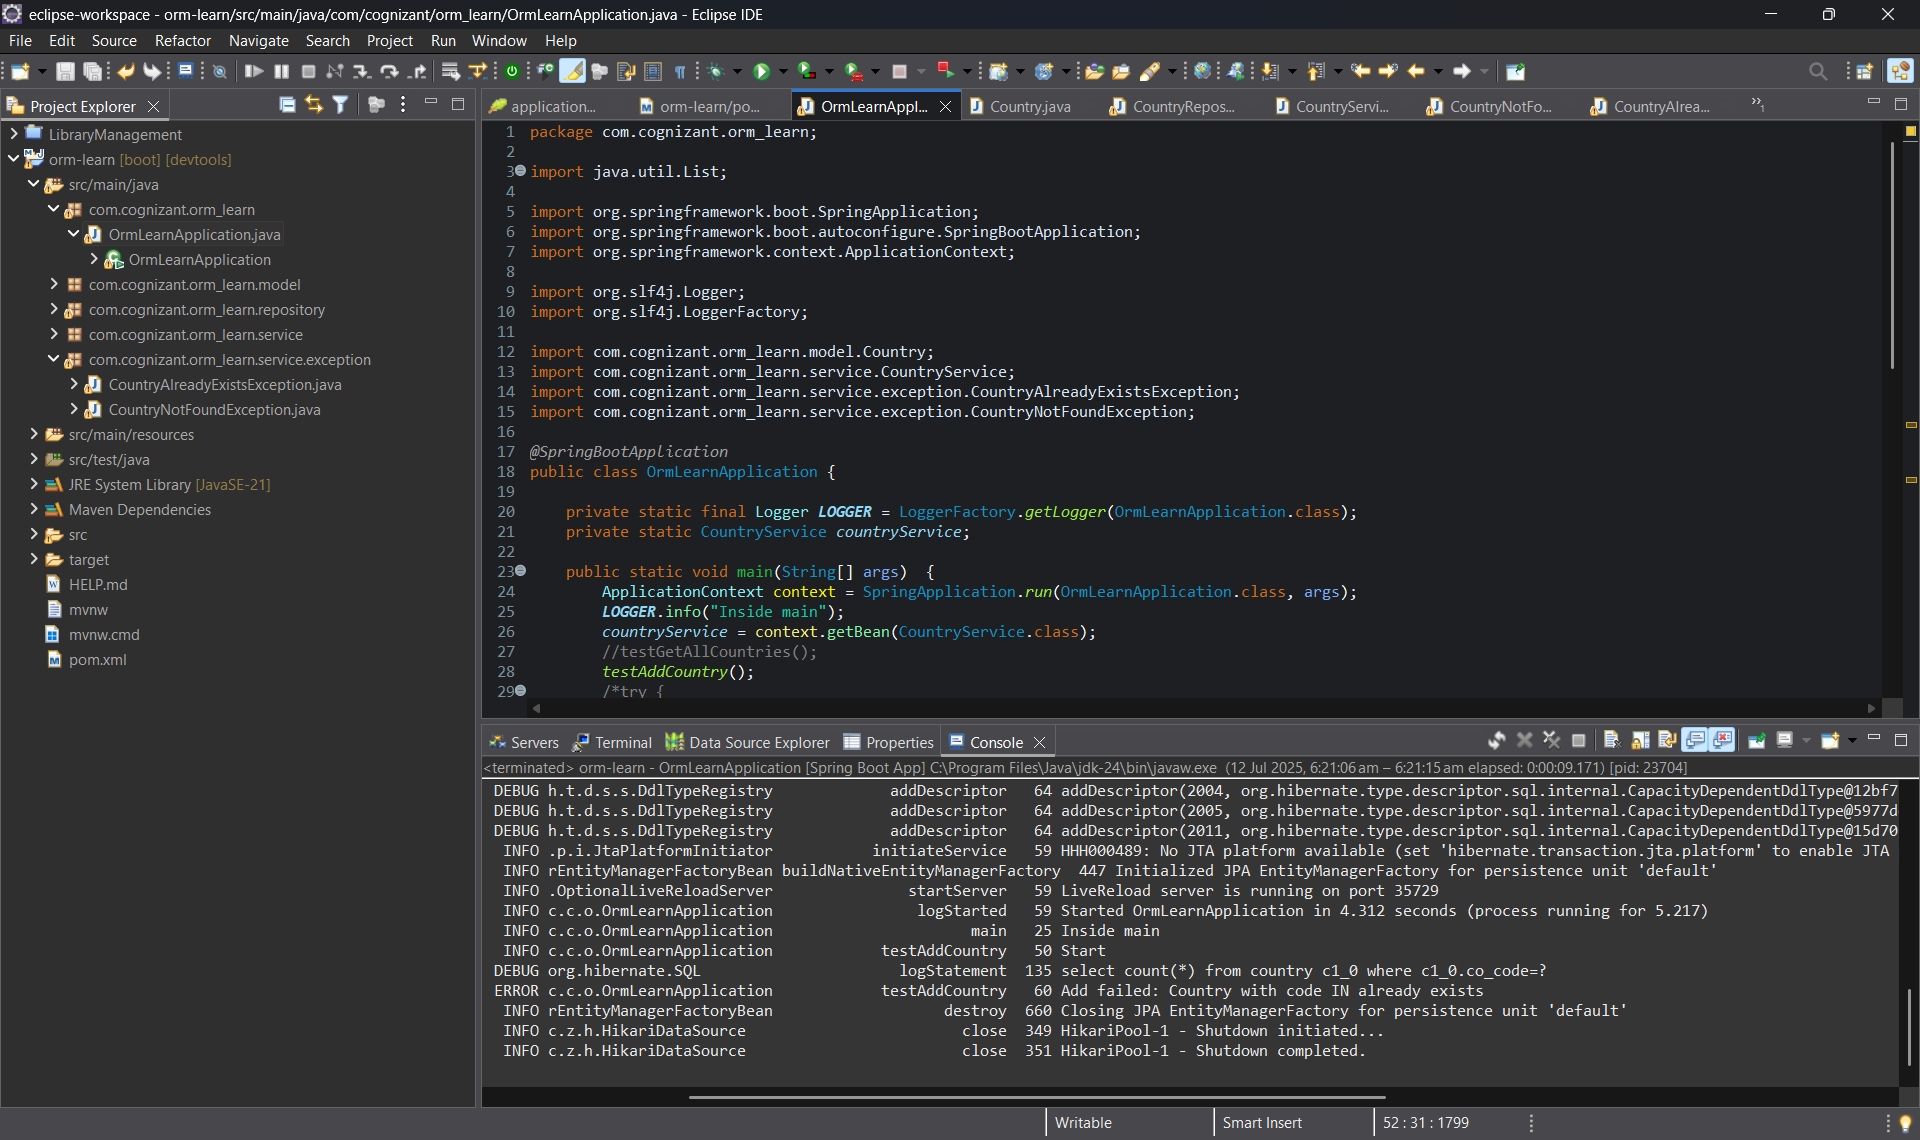 eclipse-workspace - orm-learn/src/main/java/com/cognizant/orm_learn/OrmLearnApplication.java - Eclipse IDE
File Edit Source Refactor Navigate Search Project Run Window Help
Project Explorer
LibraryManagement
orm-learn [boot] [devtools]
src/main/java
com.cognizant.orm_learn
OrmLearnApplication.java
OrmLearnApplication
com.cognizant.orm_learn.model
com.cognizant.orm_learn.repository
com.cognizant.orm_learn.service
com.cognizant.orm_learn.service.exception
CountryAlreadyExistsException.java
CountryNotFoundException.java
src/main/resources
src/test/java
JRE System Library [JavaSE-21]
Maven Dependencies
src
target
HELP.md
mvnw
mvnw.cmd
pom.xml
application... orm-learn/po... OrmLearnAppl... Country.java CountryRepos... CountryServi... CountryNotFo... CountryAlrea... »1
1 package com.cognizant.orm_learn;
2
3 import java.util.List;
4
5 import org.springframework.boot.SpringApplication;
6 import org.springframework.boot.autoconfigure.SpringBootApplication;
7 import org.springframework.context.ApplicationContext;
8
9 import org.slf4j.Logger;
10 import org.slf4j.LoggerFactory;
11
12 import com.cognizant.orm_learn.model.Country;
13 import com.cognizant.orm_learn.service.CountryService;
14 import com.cognizant.orm_learn.service.exception.CountryAlreadyExistsException;
15 import com.cognizant.orm_learn.service.exception.CountryNotFoundException;
16
17 @SpringBootApplication
18 public class OrmLearnApplication {
19
20 private static final Logger LOGGER = LoggerFactory.getLogger(OrmLearnApplication.class);
21 private static CountryService countryService;
22
23 public static void main(String[] args) {
24 ApplicationContext context = SpringApplication.run(OrmLearnApplication.class, args);
25 LOGGER.info("Inside main");
26 countryService = context.getBean(CountryService.class);
27 //testGetAllCountries();
28 testAddCountry();
29 /*try {
Servers Terminal Data Source Explorer Properties Console
<terminated> orm-learn - OrmLearnApplication [Spring Boot App] C:\Program Files\Java\jdk-24\bin\javaw.exe (12 Jul 2025, 6:21:06 am – 6:21:15 am elapsed: 0:00:09.171) [pid: 23704]
DEBUG h.t.d.s.s.DdlTypeRegistry addDescriptor 64 addDescriptor(2004, org.hibernate.type.descriptor.sql.internal.CapacityDependentDdlType@12bf7
DEBUG h.t.d.s.s.DdlTypeRegistry addDescriptor 64 addDescriptor(2005, org.hibernate.type.descriptor.sql.internal.CapacityDependentDdlType@5977d
DEBUG h.t.d.s.s.DdlTypeRegistry addDescriptor 64 addDescriptor(2011, org.hibernate.type.descriptor.sql.internal.CapacityDependentDdlType@15d70
INFO .p.i.JtaPlatformInitiator initiateService 59 HHH000489: No JTA platform available (set 'hibernate.transaction.jta.platform' to enable JTA
INFO rEntityManagerFactoryBean buildNativeEntityManagerFactory 447 Initialized JPA EntityManagerFactory for persistence unit 'default'
INFO .OptionalLiveReloadServer startServer 59 LiveReload server is running on port 35729
INFO c.c.o.OrmLearnApplication logStarted 59 Started OrmLearnApplication in 4.312 seconds (process running for 5.217)
INFO c.c.o.OrmLearnApplication main 25 Inside main
INFO c.c.o.OrmLearnApplication testAddCountry 50 Start
DEBUG org.hibernate.SQL logStatement 135 select count(*) from country c1_0 where c1_0.co_code=?
ERROR c.c.o.OrmLearnApplication testAddCountry 60 Add failed: Country with code IN already exists
INFO rEntityManagerFactoryBean destroy 660 Closing JPA EntityManagerFactory for persistence unit 'default'
INFO c.z.h.HikariDataSource close 349 HikariPool-1 - Shutdown initiated...
INFO c.z.h.HikariDataSource close 351 HikariPool-1 - Shutdown completed.
Writable Smart Insert 52 : 31 : 1799